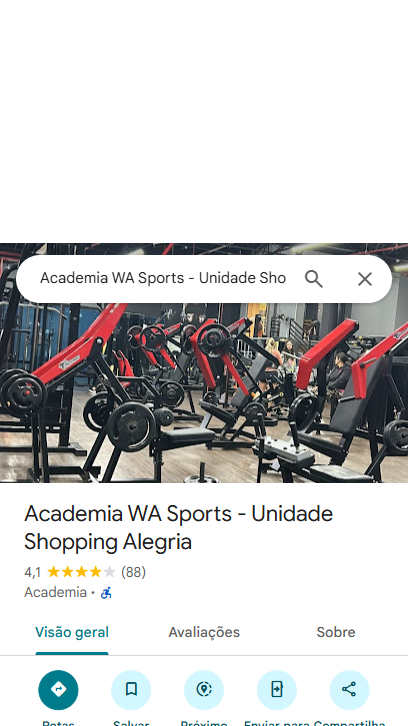 Academia WA Sports - Unidade Sho
Academia WA Sports - Unidade
Shopping Alegria
4,1 (88)
Academia •
Visão geral Avaliações Sobre
Rotas Salvar Próximo Enviar para Compartilha